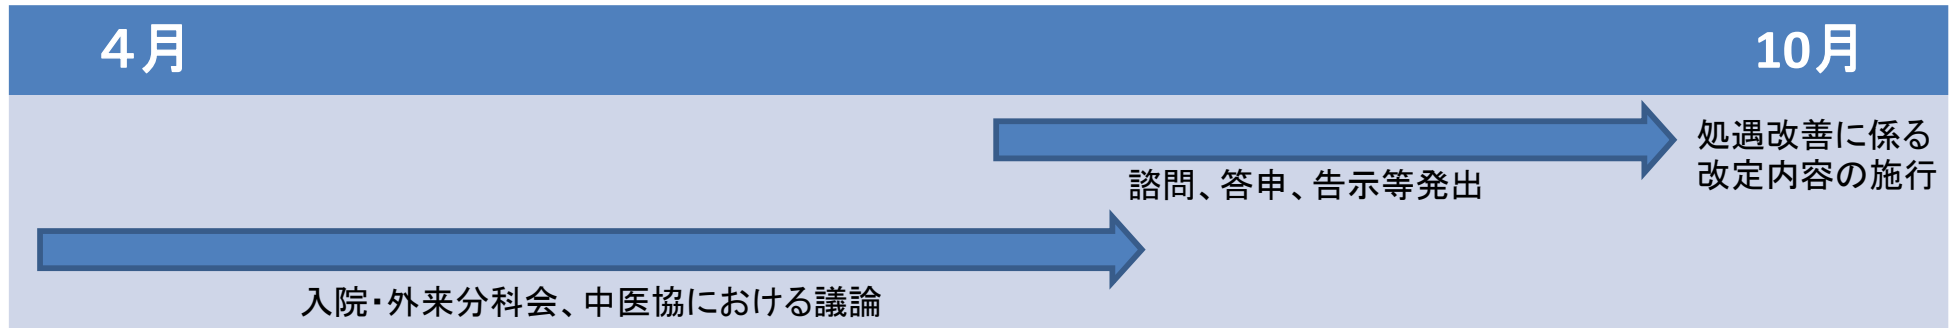 ４月
10月
処遇改善に係る
改定内容の施行
諮問、答申、告示等発出
入院・外来分科会、中医協における議論